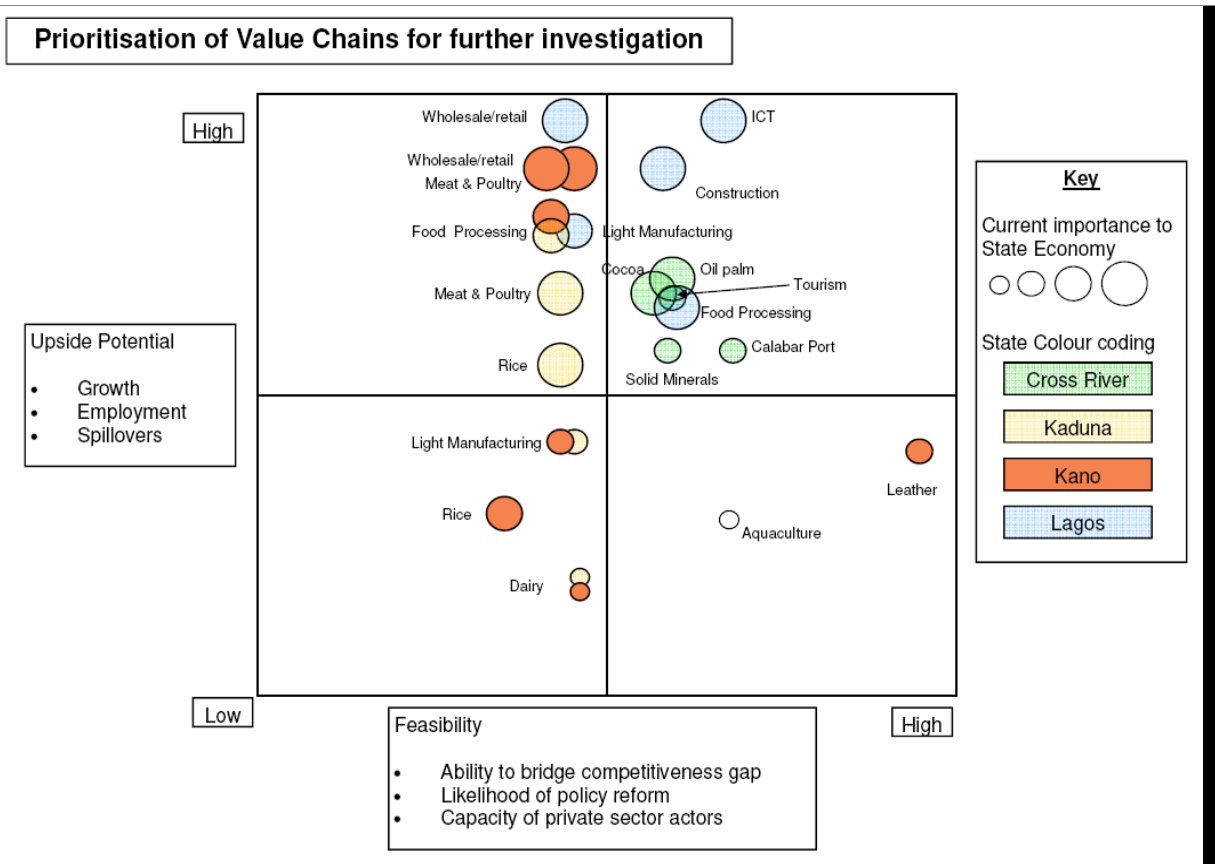 Prioritisation of Value Chains for further investigation
High
Wholesale/retail
ICT
Wholesale/retail
Meat & Poultry
Construction
Food Processing
Light Manufacturing
Cocoa
Oil palm
Tourism
Meat & Poultry
Food Processing
Rice
Calabar Port
Solid Minerals
Light Manufacturing
Leather
Rice
Aquaculture
Dairy
Upside Potential
• Growth
• Employment
• Spillovers
Key
Current importance to
State Economy
State Colour coding
Cross River
Kaduna
Kano
Lagos
Low
High
Feasibility
• Ability to bridge competitiveness gap
• Likelihood of policy reform
• Capacity of private sector actors